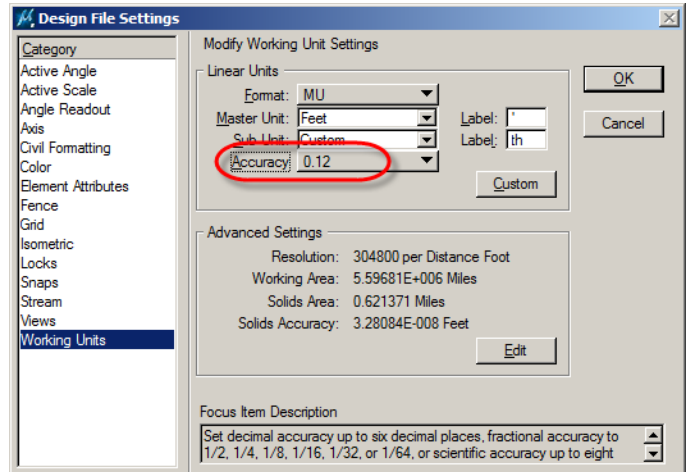 Design File Settings
Category
Active Angle
Active Scale
Angle Readout
Axis
Civil Formatting
Color
Element Attributes
Fence
Grid
Isometric
Locks
Snaps
Stream
Views
Working Units
Modify Working Unit Settings
Linear Units
Format: MU
Master Unit: Feet Label: '
Sub Unit: Custom Label: th
Accuracy 0.12
Custom
Advanced Settings
Resolution: 304800 per Distance Foot
Working Area: 5.59681E+006 Miles
Solids Area: 0.621371 Miles
Solids Accuracy: 3.28084E-008 Feet
Edit
Focus Item Description
Set decimal accuracy up to six decimal places, fractional accuracy to
1/2, 1/4, 1/8, 1/16, 1/32, or 1/64, or scientific accuracy up to eight
OK
Cancel